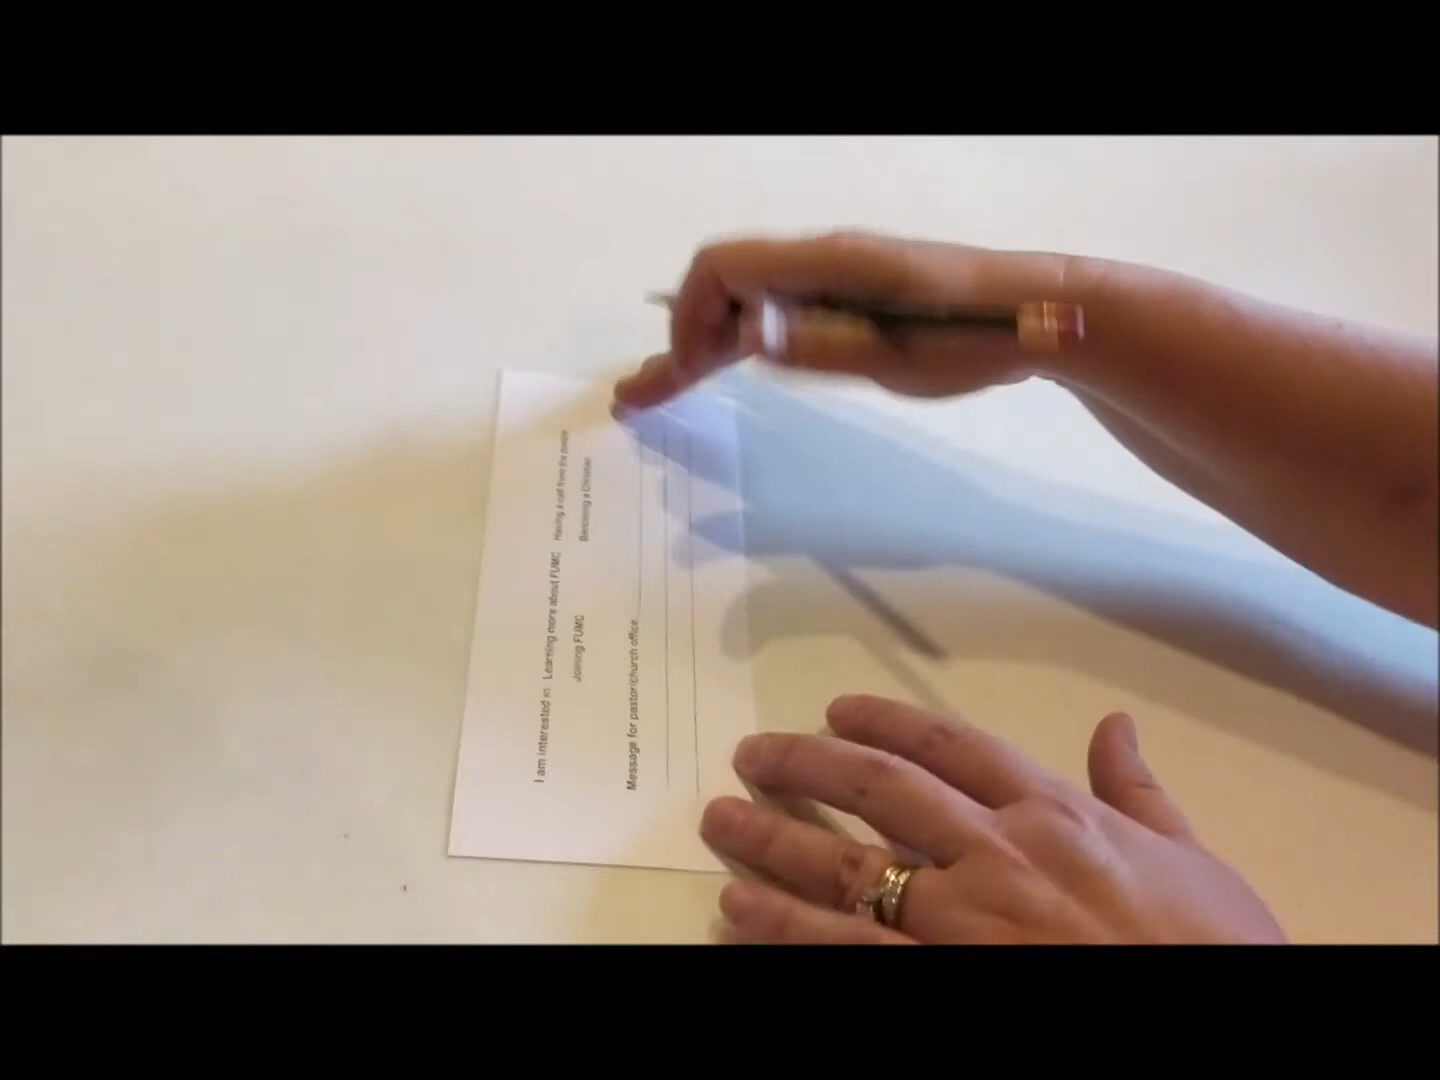 I am interested in: Learning more about FUMC Having a call from the pastor
Joining FUMC Becoming a Christian
Message for pastor/church office